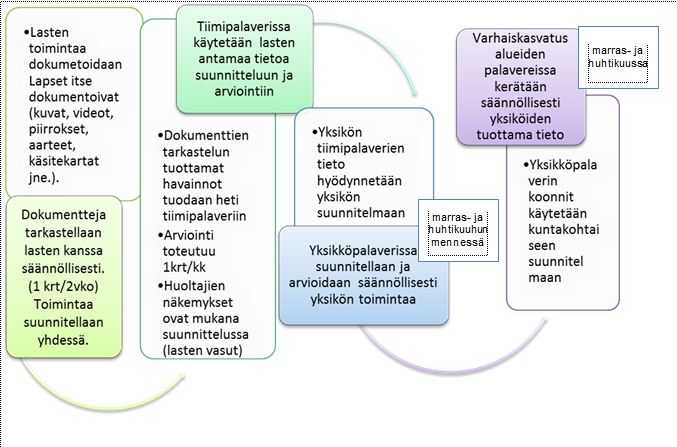 •Lasten
toimintaa
dokumetoidaan
Lapset itse
dokumentoivat
(kuvat, videot,
piirrokset,
aarteet,
käsitekartat
jne.).
Dokumentteja
tarkastellaan
lasten kanssa
säännöllisesti.
(1 krt/2vko)
Toimintaa
suunnitellaan
yhdessä.
Tiimipalaverissa
käytetään lasten
antamaa tietoa
suunnitteluun ja
arviointiin
•Dokumenttien
tarkastelun
tuottamat
havainnot
tuodaan heti
tiimipalaveriin
•Arviointi
toteutuu
1krt/kk
•Huoltajien
näkemykset
ovat mukana
suunnittelussa
(lasten vasut)
•Yksikön
tiimipalaverien
tieto
hyödynnetään
yksikön
suunnitelmaan
marras- ja
huhtikuuhun
mennessä
Yksikköpalaverissa
suunnitellaan ja
arvioidaan säännöllisesti
yksikön toimintaa
Varhaiskasvatus
alueiden
palavereissa
kerätään
säännöllisesti
yksiköiden
tuottama tieto
marras- ja
huhtikuussa
•Yksikköpala
verin
koonnit
käytetään
kuntakohtai
seen
suunnitel
maan